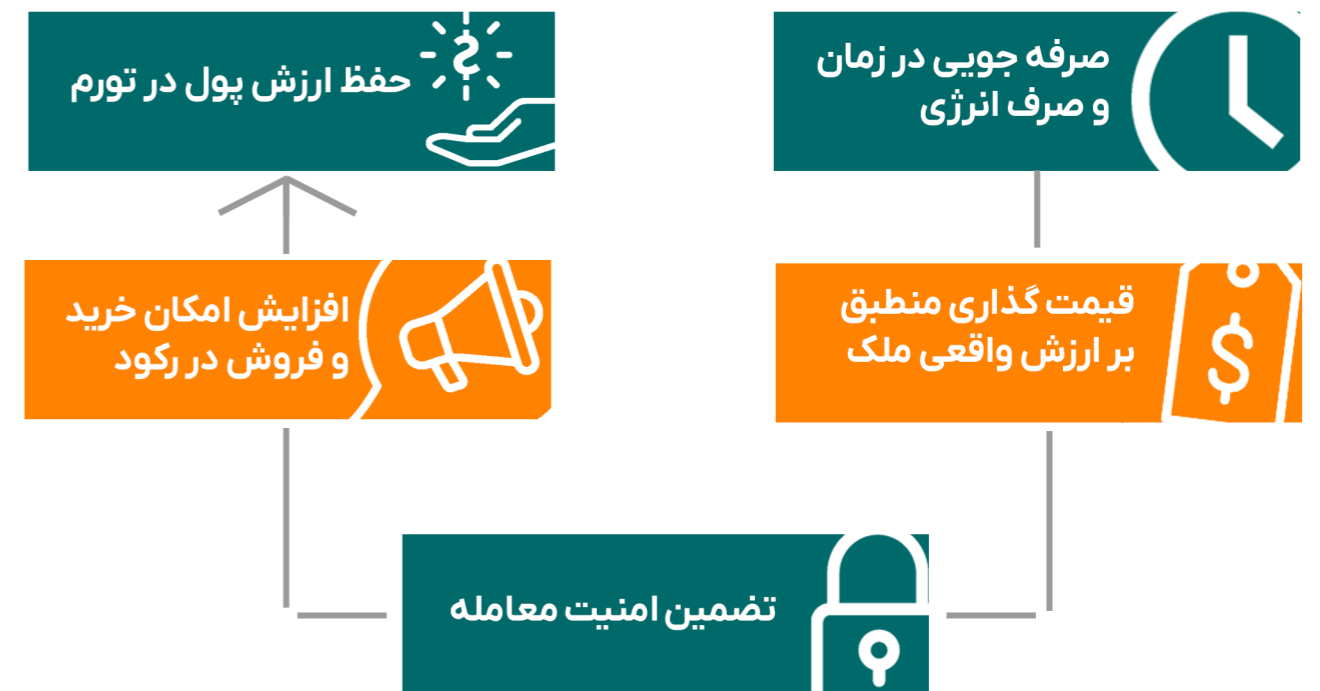 صرفه جویی در زمان
و صرف انرژی
حفظ ارزش پول در تورم
قیمت گذاری منطبق
بر ارزش واقعی ملک
افزایش امکان خرید
و فروش در رکود
تضمین امنیت معامله